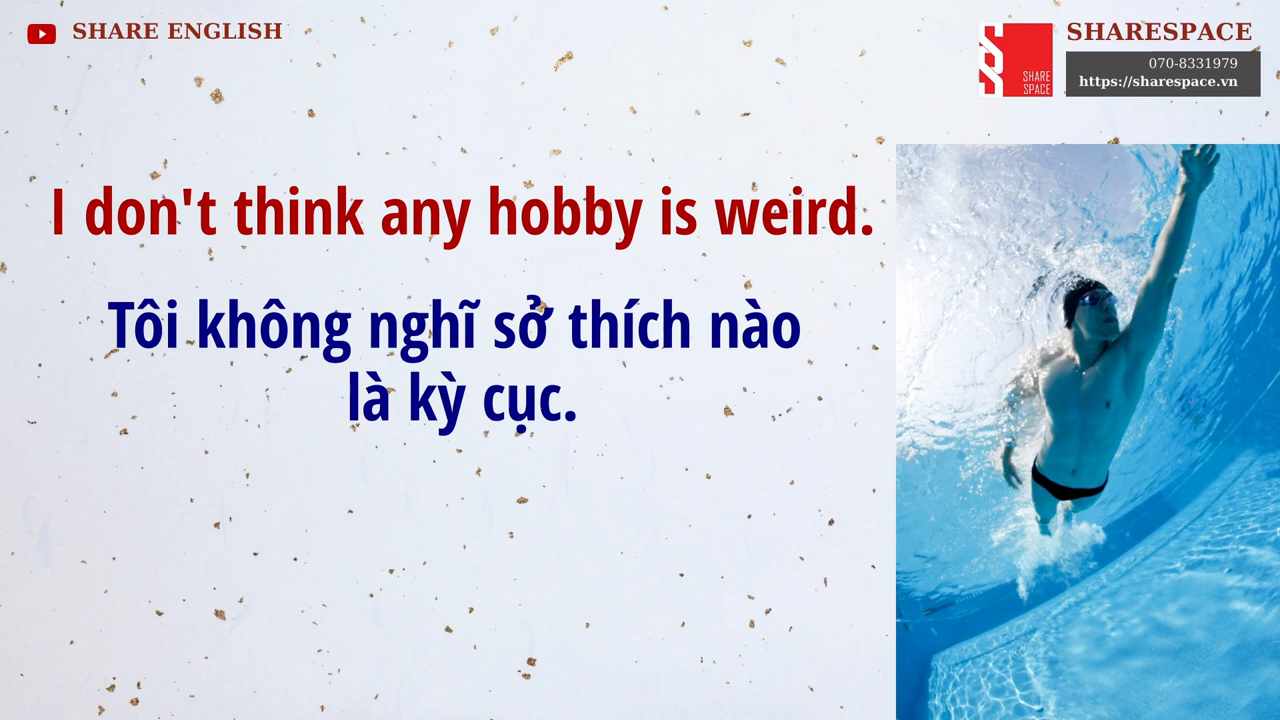 SHARE ENGLISH
SHARESPACE
070-8331979
https://sharespace.vn
SHARE
SPACE
I don't think any hobby is weird.
Tôi không nghĩ sở thích nào
là kỳ cục.